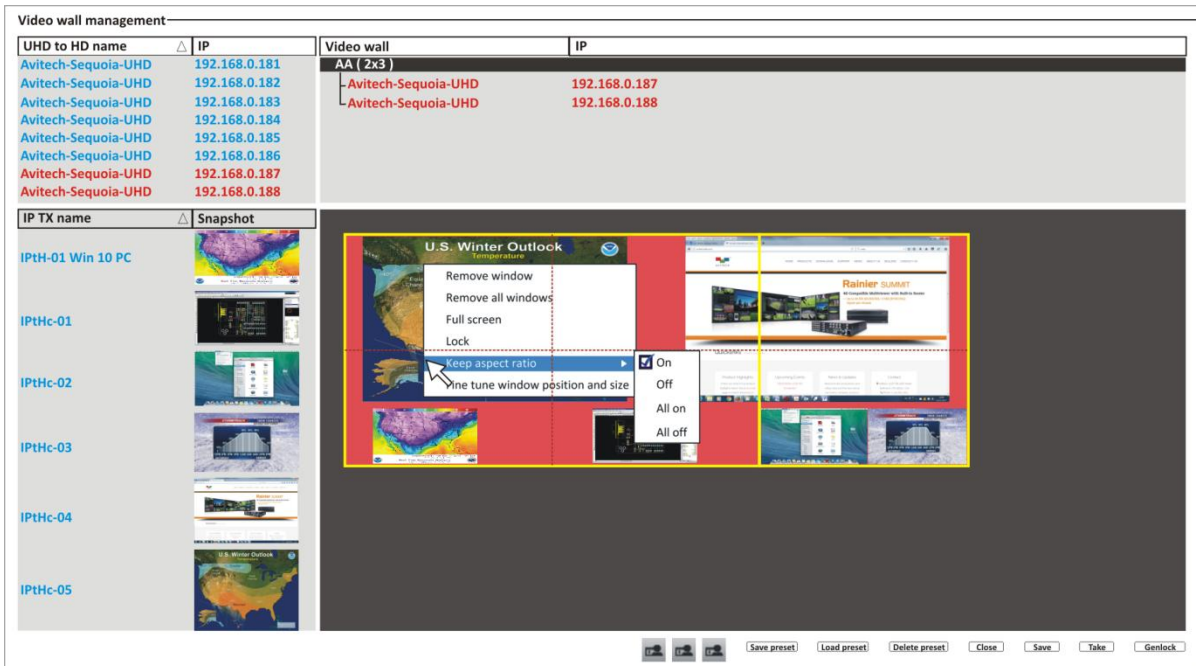 Video wall management
UHD to HD name △ IP
Avitech-Sequoia-UHD 192.168.0.181
Avitech-Sequoia-UHD 192.168.0.182
Avitech-Sequoia-UHD 192.168.0.183
Avitech-Sequoia-UHD 192.168.0.184
Avitech-Sequoia-UHD 192.168.0.185
Avitech-Sequoia-UHD 192.168.0.186
Avitech-Sequoia-UHD 192.168.0.187
Avitech-Sequoia-UHD 192.168.0.188
Video wall IP
AA ( 2x3 )
Avitech-Sequoia-UHD 192.168.0.187
Avitech-Sequoia-UHD 192.168.0.188
IP TX name △ Snapshot
IPtH-01 Win 10 PC
IPtHc-01
IPtHc-02
IPtHc-03
IPtHc-04
IPtHc-05
U.S. Winter Outlook
U.S. Winter Outlook
Temperature
Rainier SUMMIT
Remove window
Remove all windows
Full screen
Lock
Keep aspect ratio
Fine tune window position and size
On
Off
All on
All off
Save preset Load preset Delete preset Close Save Take Genlock